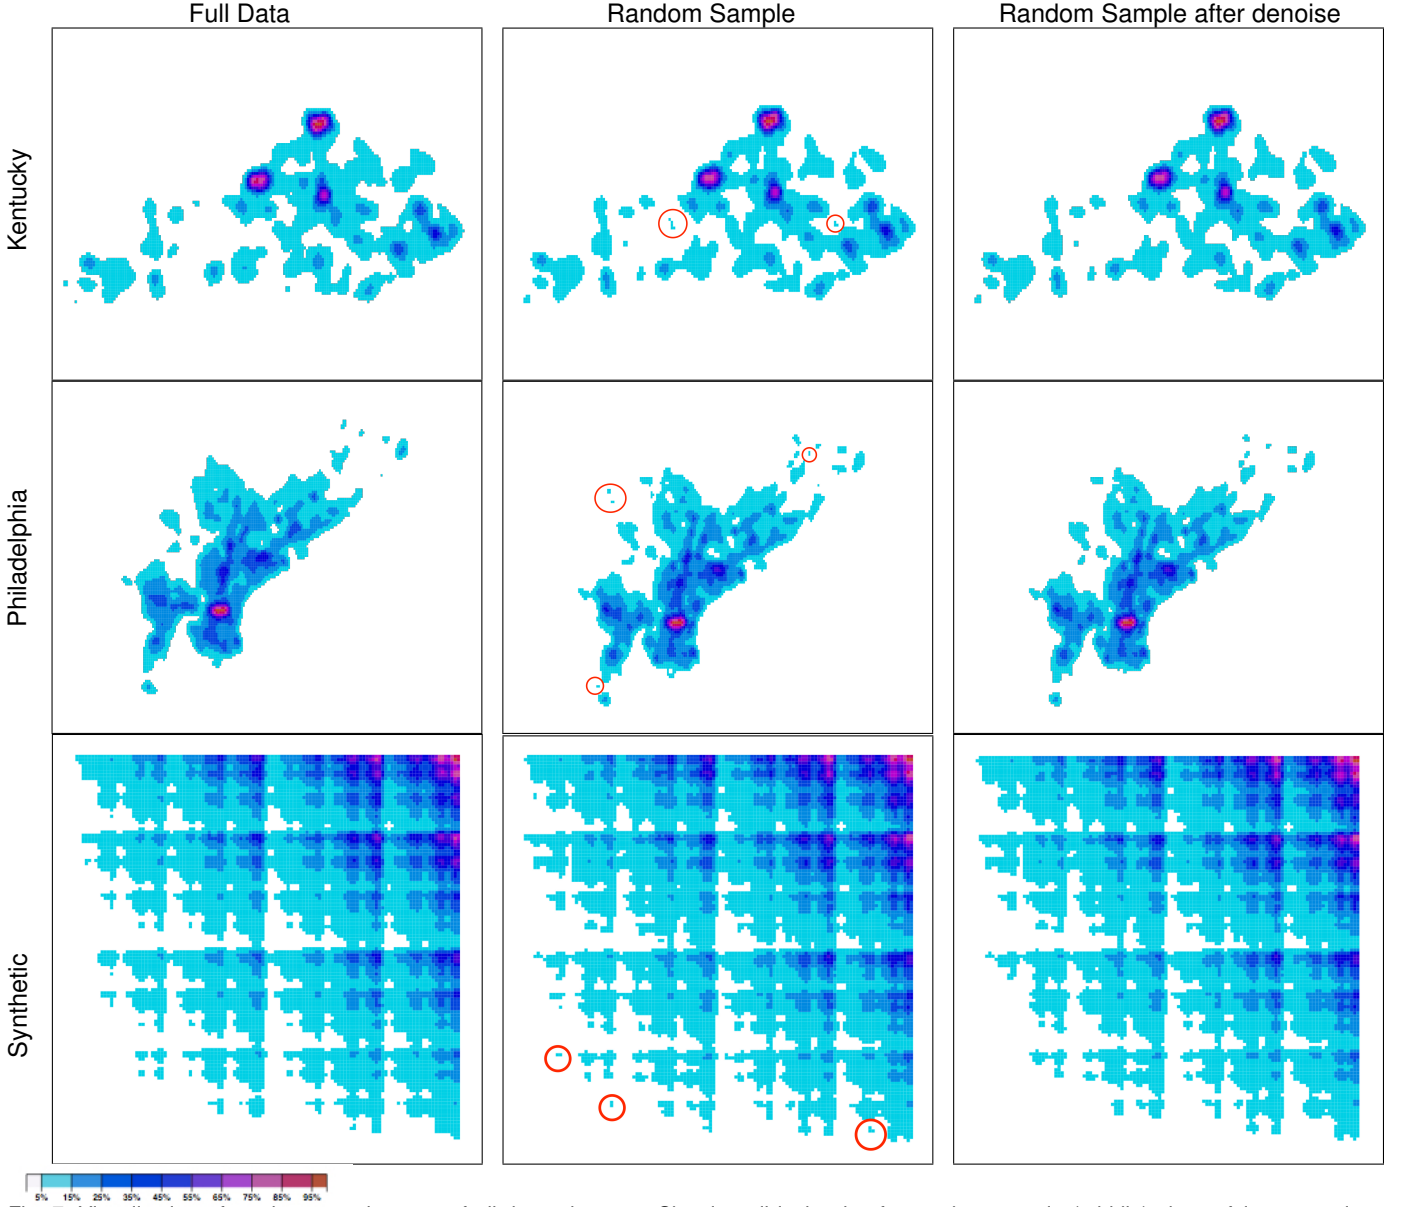 Full Data Random Sample Random Sample after denoise
Kentucky
Philadelphia
Synthetic
5% 15% 25% 35% 45% 55% 65% 75% 85% 95%